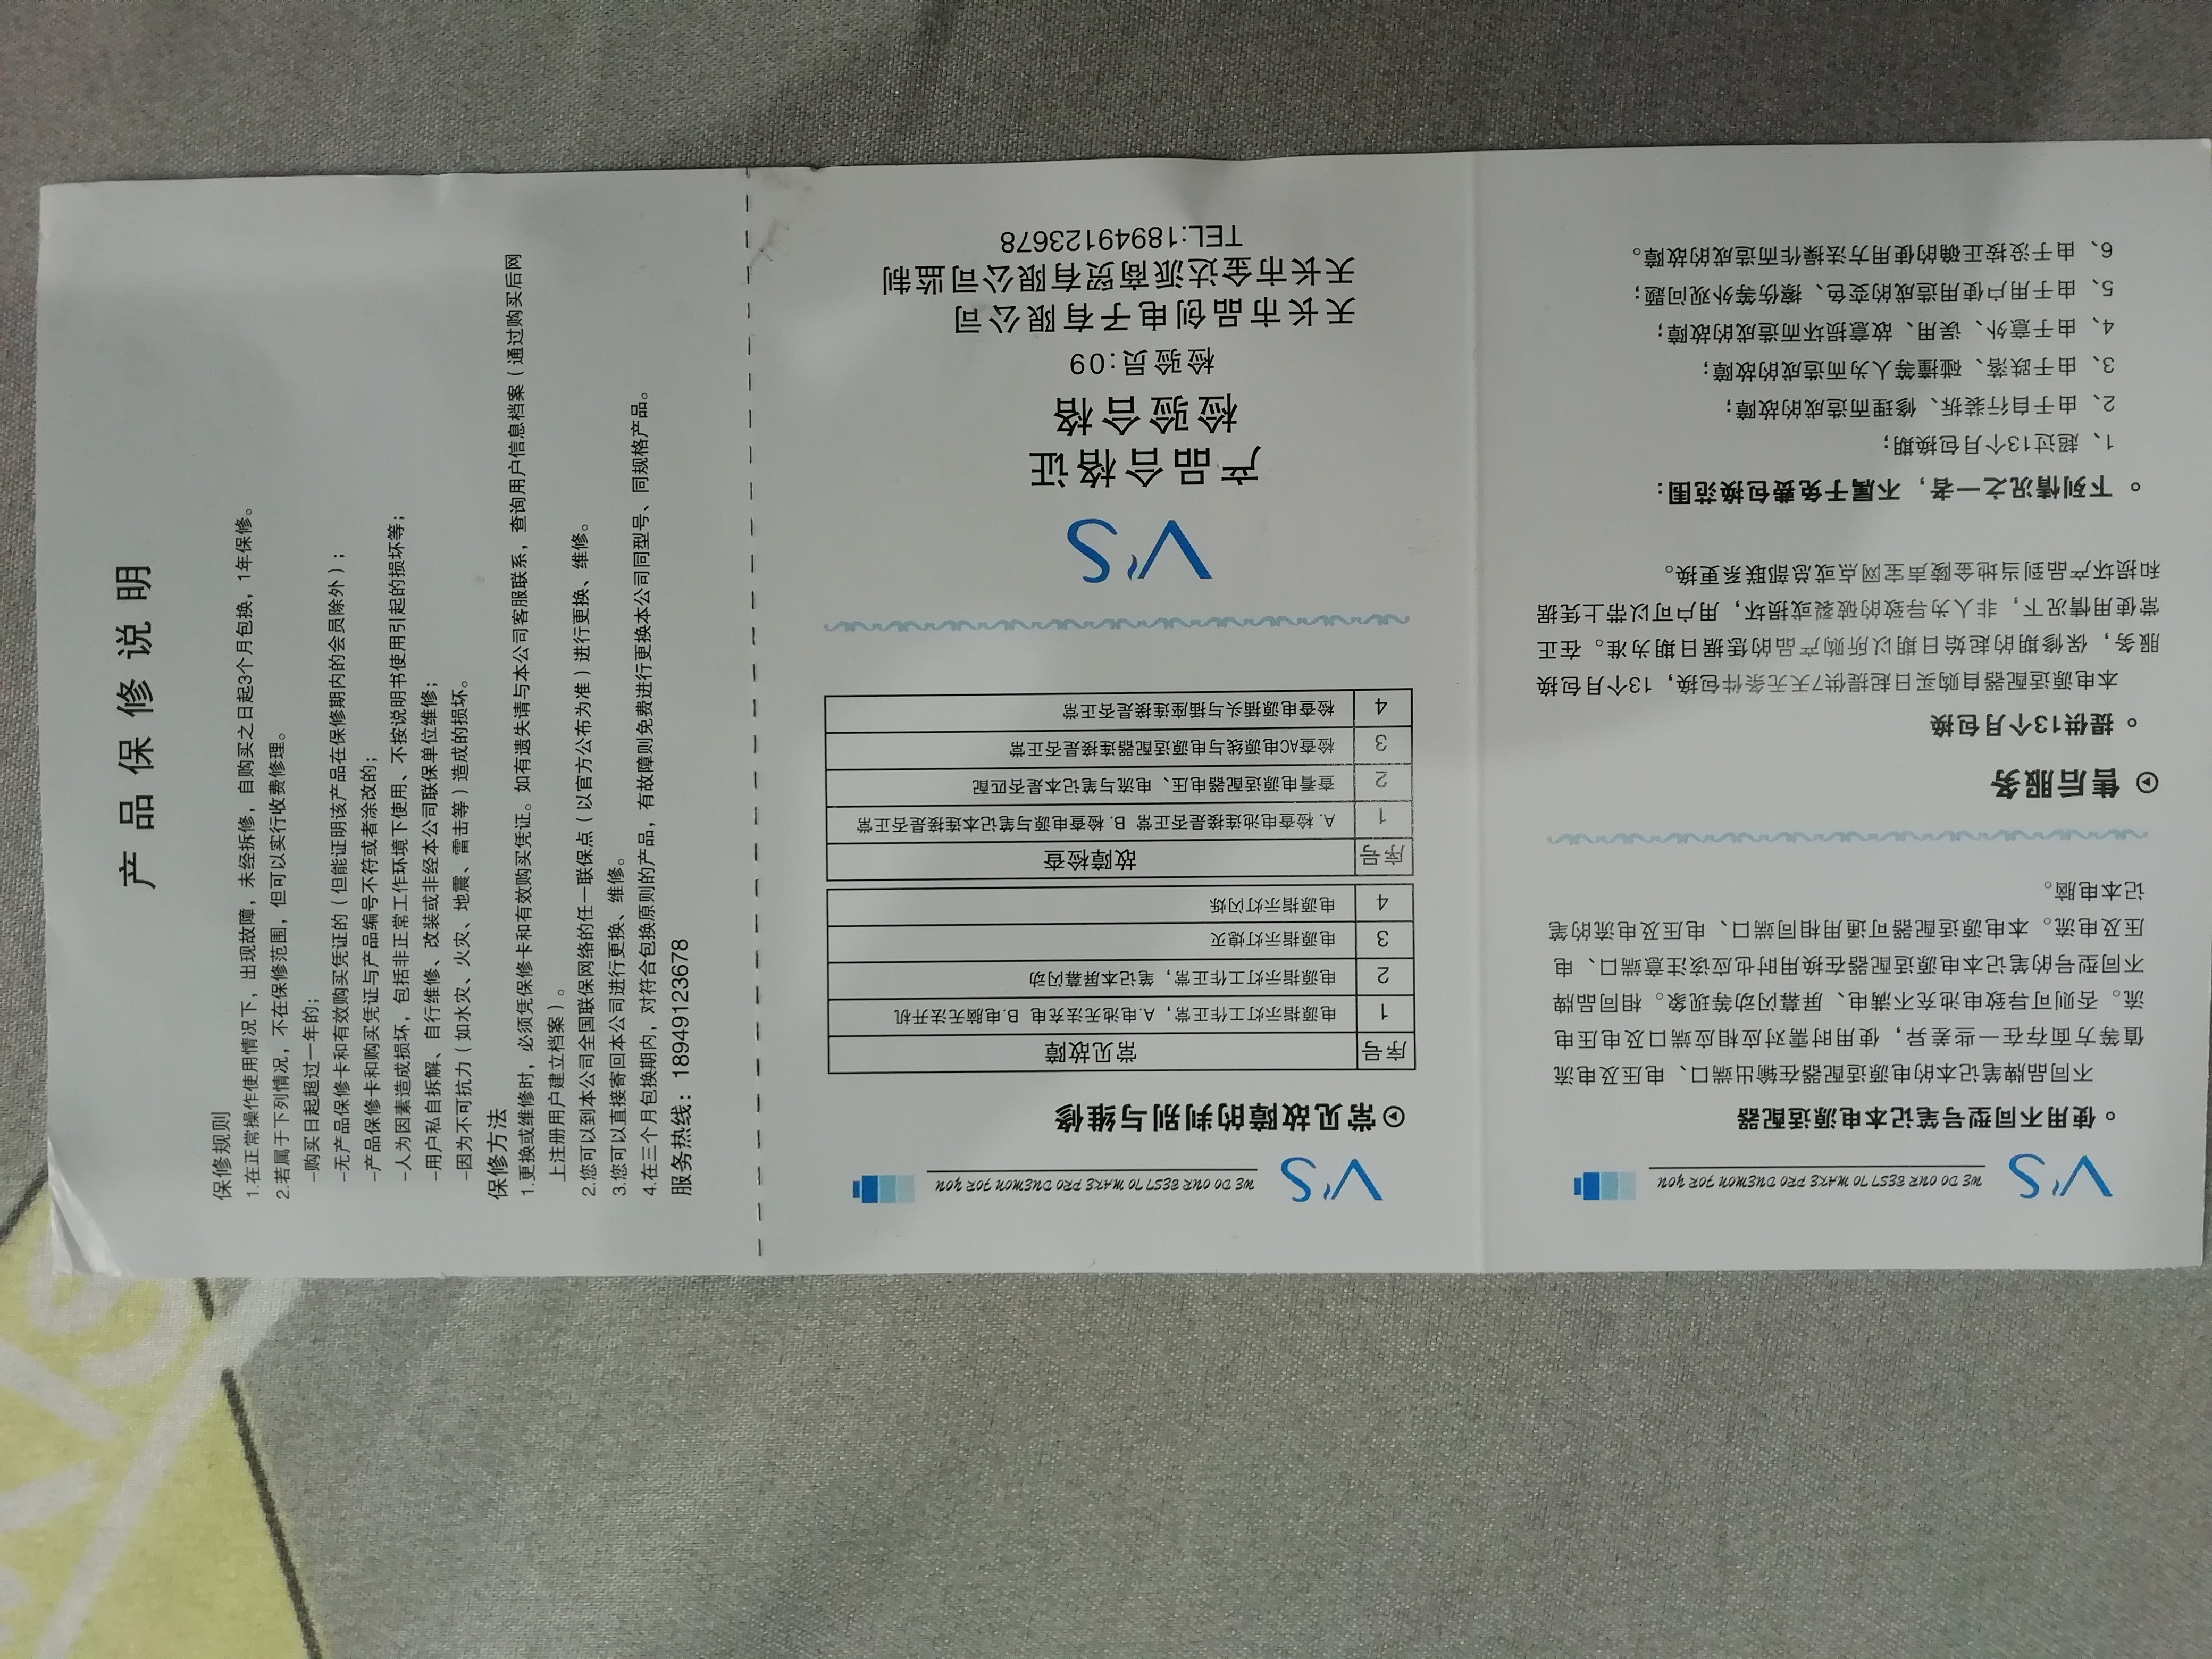 产品保修说明
保修规则
1.在正常操作使用情况下，出现故障，未经拆修，自购买之日起3个月包换，1年保修。
2.若属于下列情况，不在保修范围，但可以实行收费修理。
-购买日起超过一年的；
-无产品保修卡和有效购买凭证的（但能证明该产品在保修期内的会员除外）；
-产品保修卡和购买凭证与产品编号不符或者涂改的；
-人为因素造成损坏，包括非正常工作环境下使用、不按说明书使用引起的损坏等；
-用户私自拆解、自行维修、改装或非经本公司联保单位维修；
-因为不可抗力（如水灾、火灾、地震、雷击等）造成的损坏。
保修方法
1.更换或维修时，必须凭保修卡和有效购买凭证。如有遗失请与本公司客服联系，查询用户信息档案（通过购买后网
上注册用户建立档案）。
2.您可以到本公司全国联保网络的任一联保点（以官方公布为准）进行更换、维修。
3.您可以直接寄回本公司进行更换、维修。
4.在三个月包换期内，对符合包换原则的产品，有故障则免费进行更换本公司同型号、同规格产品。
服务热线：18949123678
V'S
WE DO OUR BEST TO MAKE PRO DNEMON FOR YOU
使用不同型号笔记本电源适配器
不同品牌笔记本的电源适配器在输出端口、电压及电流
值等方面存在一些差异，使用时需对应相应端口及电压电
流。否则可导致电池充不满电、屏幕闪动等现象。相同品牌
不同型号的笔记本电源适配器在换用时也应该注意端口、电
压及电流。本电源适配器可通用相同端口、电压及电流的笔
记本电脑。
售后服务
提供13个月包换
本电源适配器自购买日起提供7天无条件包换，13个月包换
服务，保修期的起始日期以所购产品的凭据日期为准。在正
常使用情况下，非人为导致的破裂或损坏，用户可以带上凭据
和损坏产品到当地金陵声宝网点或总部联系更换。
下列情况之一者，不属于免费包换范围：
1、超过13个月包换期；
2、由于自行装拆、修理而造成的故障；
3、由于跌落、碰撞等人为而造成的故障；
4、由于意外、误用、故意损坏而造成的故障；
5、由于用户使用造成的变色、擦伤等外观问题；
6、由于没按正确的使用方法操作而造成的故障。
V'S
WE DO OUR BEST TO MAKE PRO DNEMON FOR YOU
常见故障的判别与维修
序号 常见故障
1 电源指示灯工作正常，A.电池无法充电 B.电脑无法开机
2 电源指示灯工作正常，笔记本屏幕闪动
3 电源指示灯熄灭
4 电源指示灯闪烁
序号 故障检查
1 A.检查电池连接是否正常 B.检查电源与笔记本连接是否正常
2 查看电源适配器电压、电流与笔记本是否匹配
3 检查AC电源线与电源适配器连接是否正常
4 检查电源插头与插座连接是否正常
V'S
产品合格证
检验合格
检验员:09
天长市品创电子有限公司
天长市金达派商贸有限公司监制
TEL:18949123678